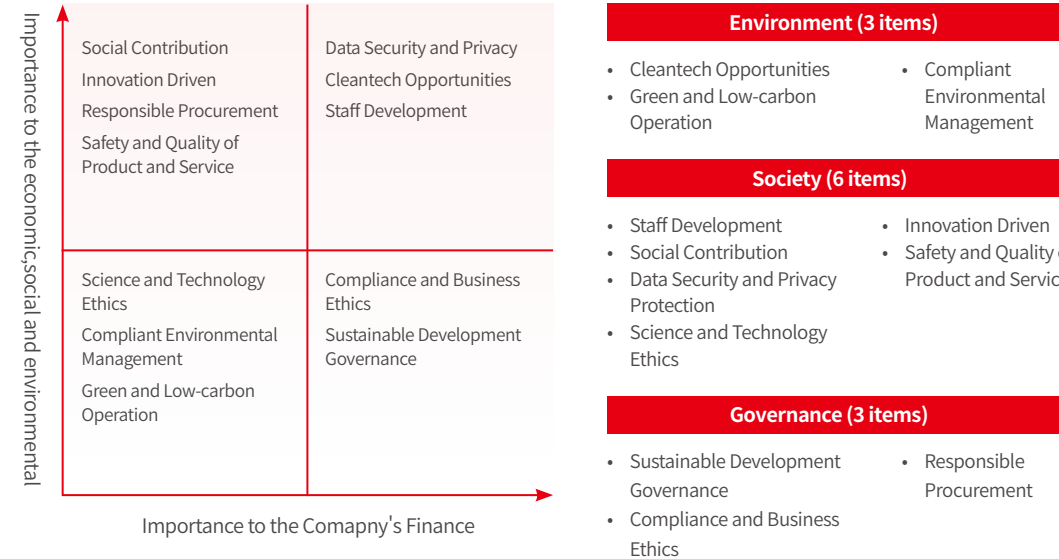 Importance to the economic,social and environmental
Social Contribution
Innovation Driven
Responsible Procurement
Safety and Quality of
Product and Service
Data Security and Privacy
Cleantech Opportunities
Staff Development
Science and Technology
Ethics
Compliant Environmental
Management
Green and Low-carbon
Operation
Compliance and Business
Ethics
Sustainable Development
Governance
Importance to the Comapny's Finance
Environment (3 items)
• Cleantech Opportunities
• Green and Low-carbon
Operation
• Compliant
Environmental
Management
Society (6 items)
• Staff Development
• Social Contribution
• Data Security and Privacy
Protection
• Science and Technology
Ethics
• Innovation Driven
• Safety and Quality
Product and
Governance (3 items)
• Sustainable Development
Governance
• Compliance and Business
Ethics
• Responsible
Procurement